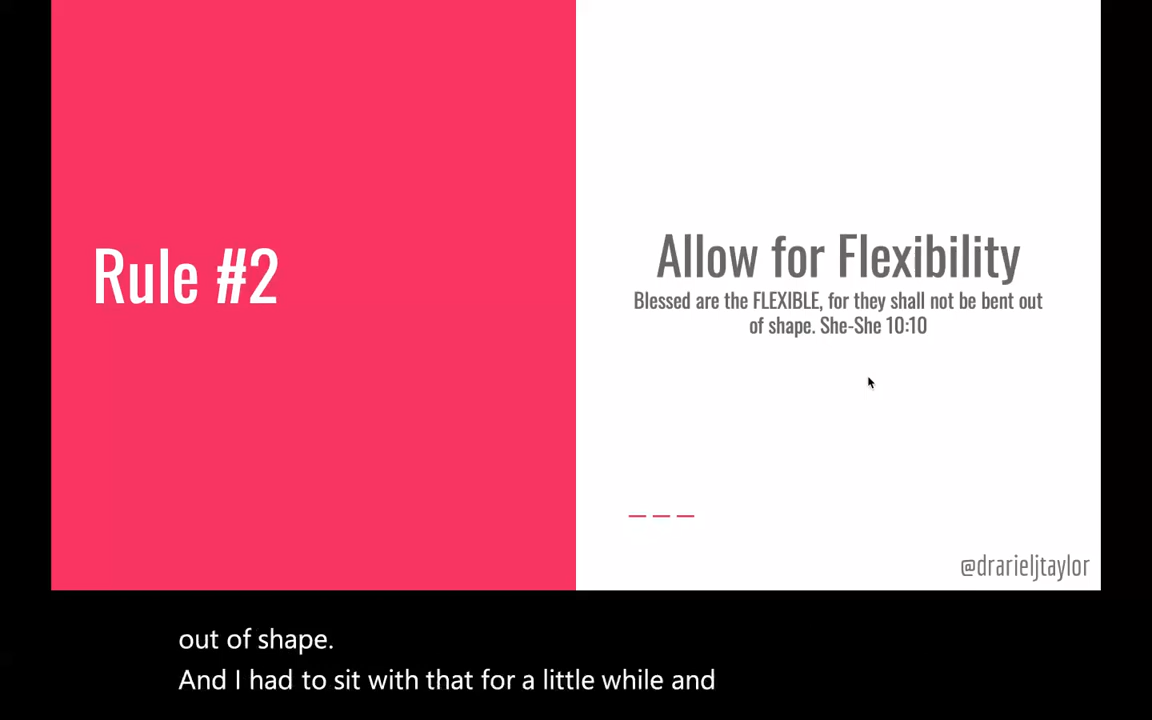 Rule #2
Allow for Flexibility
Blessed are the FLEXIBLE, for they shall not be bent out
of shape. She-She 10:10
@drarieljtaylor
out of shape.
And I had to sit with that for a little while and